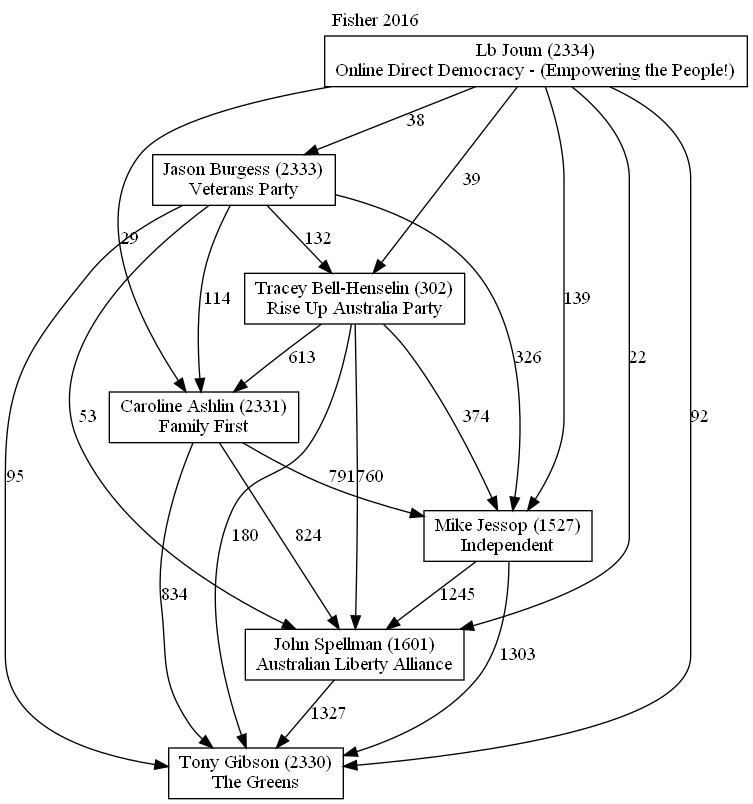 Fisher 2016
Lb Joum (2334)
Online Direct Democracy - (Empowering the People!)
38
Jason Burgess (2333)
Veterans Party
39
29
132
Tracey Bell-Henselin (302)
Rise Up Australia Party
114
139
613
326
22
Caroline Ashlin (2331)
Family First
53
374
92
95
791
760
Mike Jessop (1527)
Independent
180
824
834
1245
John Spellman (1601)
Australian Liberty Alliance
1303
1327
Tony Gibson (2330)
The Greens